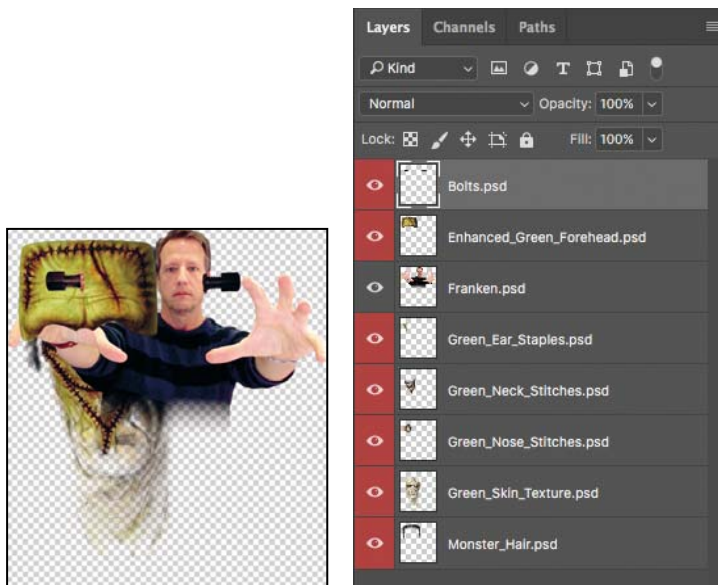 Layers Channels Paths
Kind
Normal Opacity: 100%
Lock: Fill: 100%
Bolts.psd
Enhanced_Green_Forehead.psd
Franken.psd
Green_Ear_Staples.psd
Green_Neck_Stitches.psd
Green_Nose_Stitches.psd
Green_Skin_Texture.psd
Monster_Hair.psd